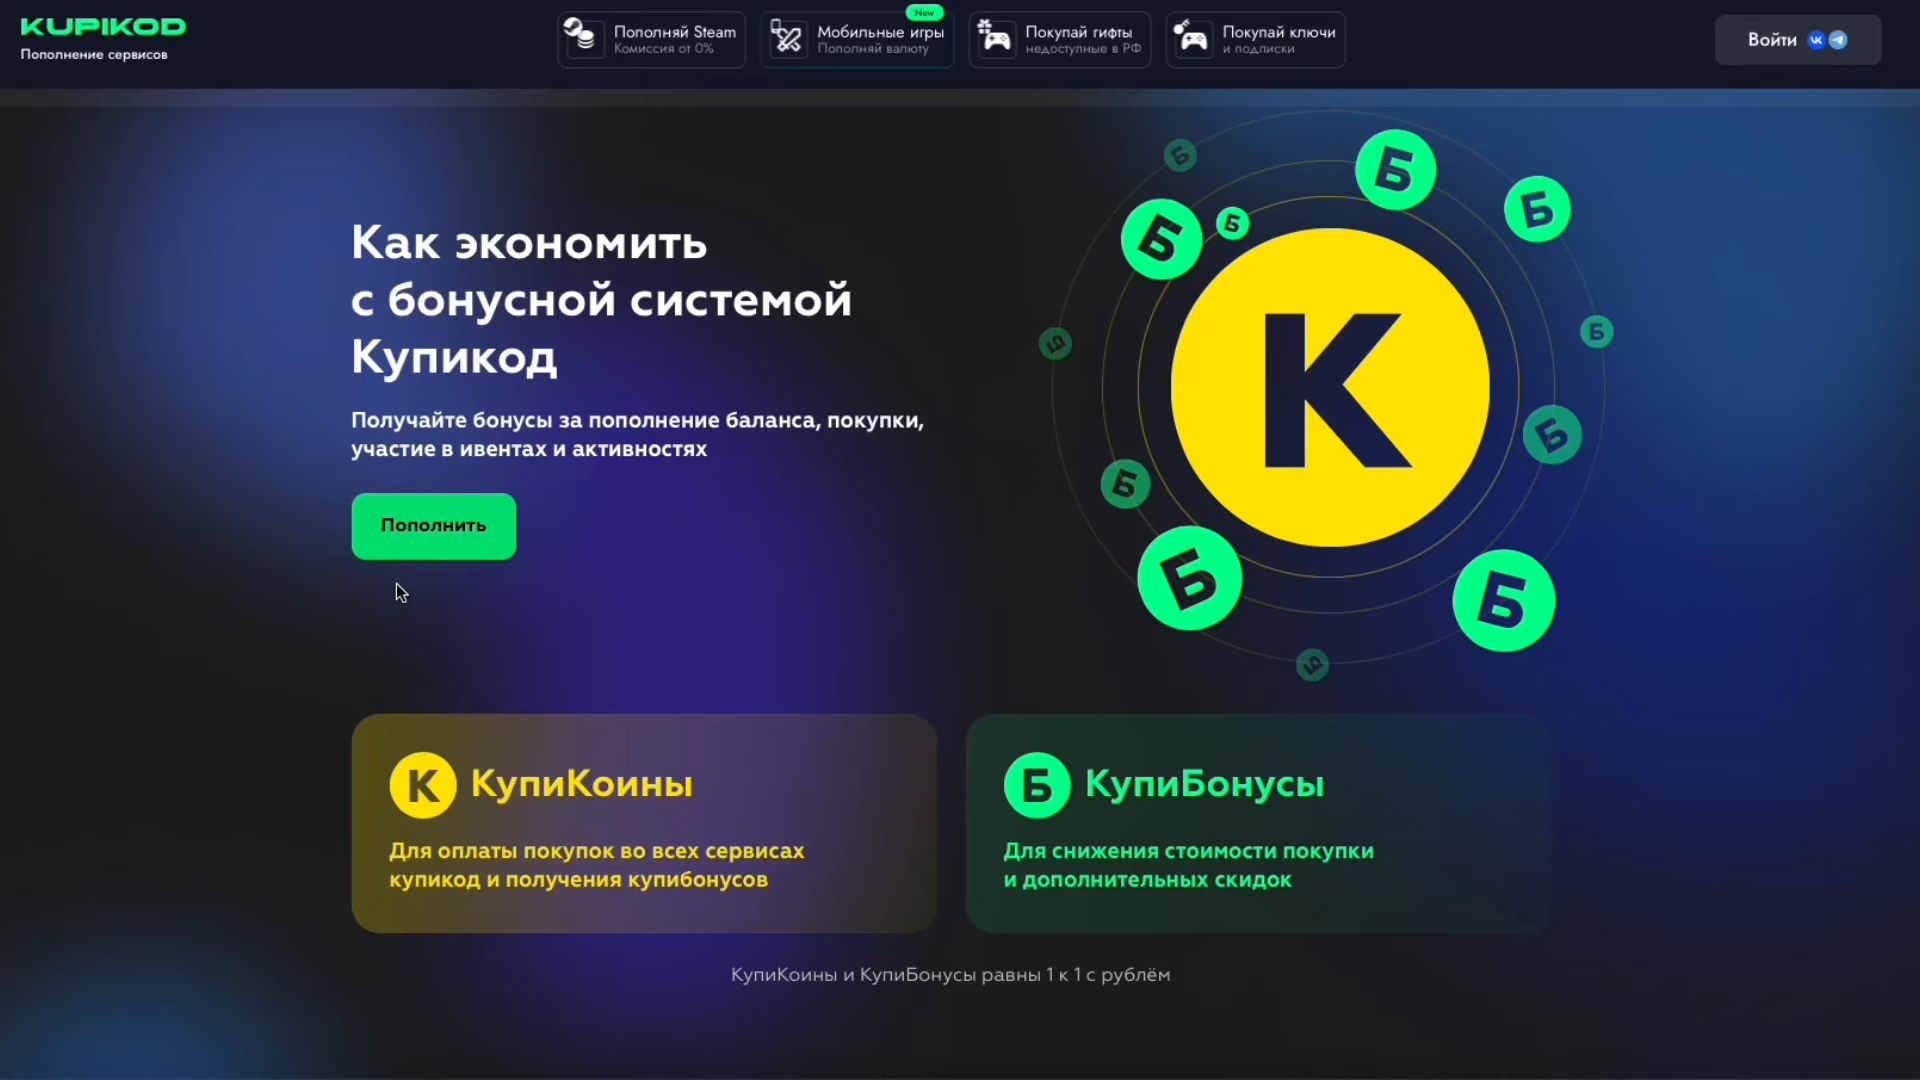 KUPIKOD
Пополнение сервисов
Пополняй Steam
Комиссия от 0%
New
Мобильные игры
Пополняй валюту
Покупай гифты
недоступные в РФ
Покупай ключи
и подписки
Войти
Как экономить
с бонусной системой
Купикод
Получайте бонусы за пополнение баланса, покупки,
участие в ивентах и активностях
Пополнить
Б
Б
Б
Б
Б
Б
Б
К
Б
Б
Б
Б
Б
К КупиКоины
Для оплаты покупок во всех сервисах
купикод и получения купибонусов
Б КупиБонусы
Для снижения стоимости покупки
и дополнительных скидок
КупиКоины и КупиБонусы равны 1 к 1 с рублём